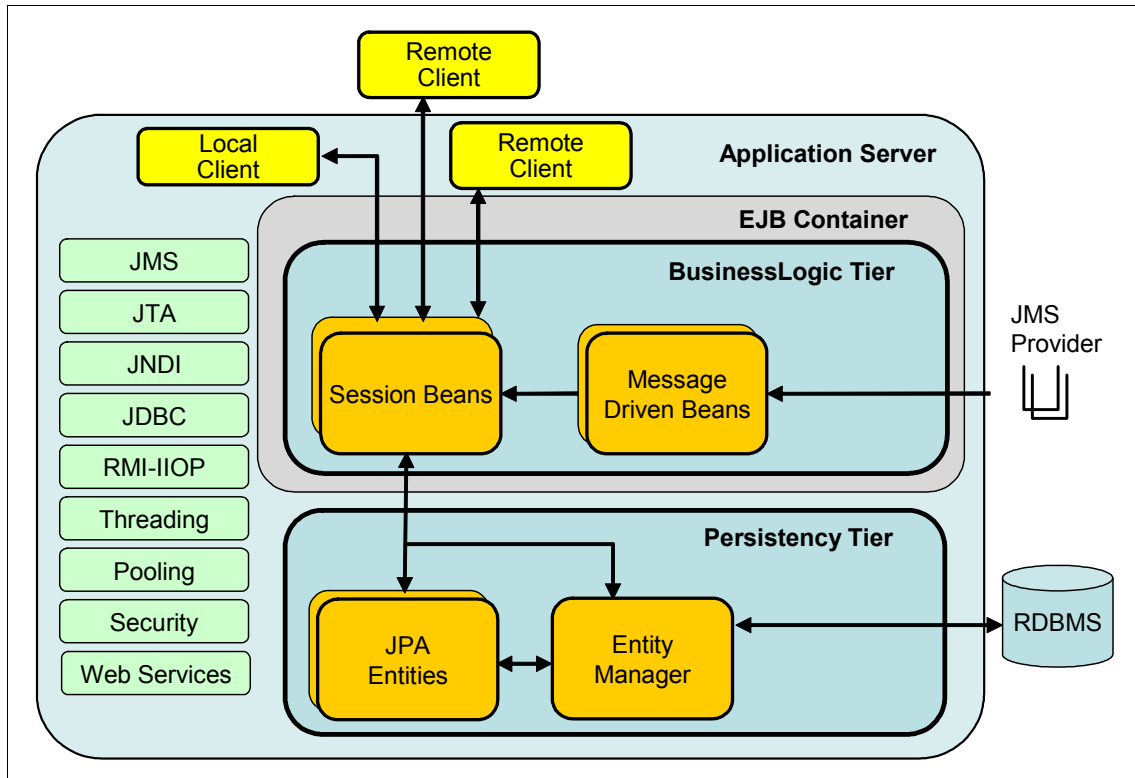 Remote
Client
Local
Client
Remote
Client
Application Server
EJB Container
BusinessLogic Tier
JMS
JTA
JNDI
JDBC
RMI-IIOP
Threading
Pooling
Security
Web Services
Session Beans
Message
Driven Beans
JMS
Provider
Persistency Tier
JPA
Entities
Entity
Manager
RDBMS